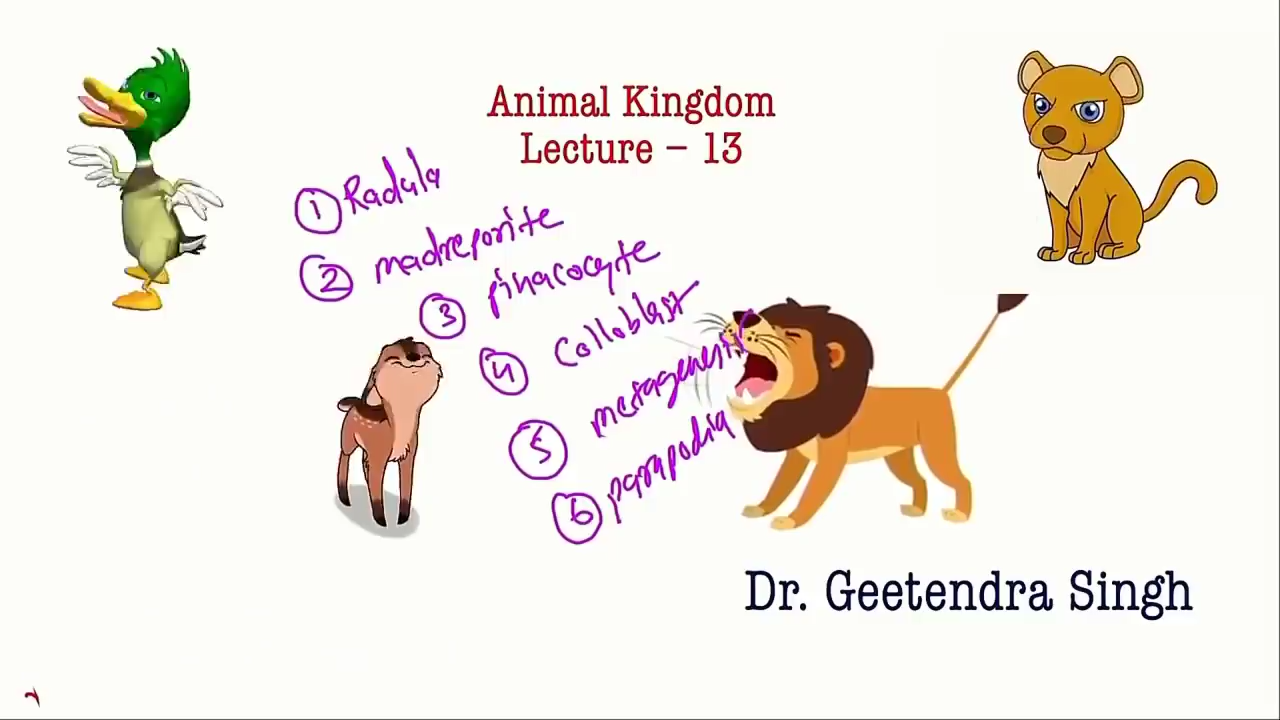 Animal Kingdom
Lecture – 13
① Radula
② madreporite
③ pinacocyte
④ Colloblast
⑤ metagenesis
⑥ parapodia
Dr. Geetendra Singh